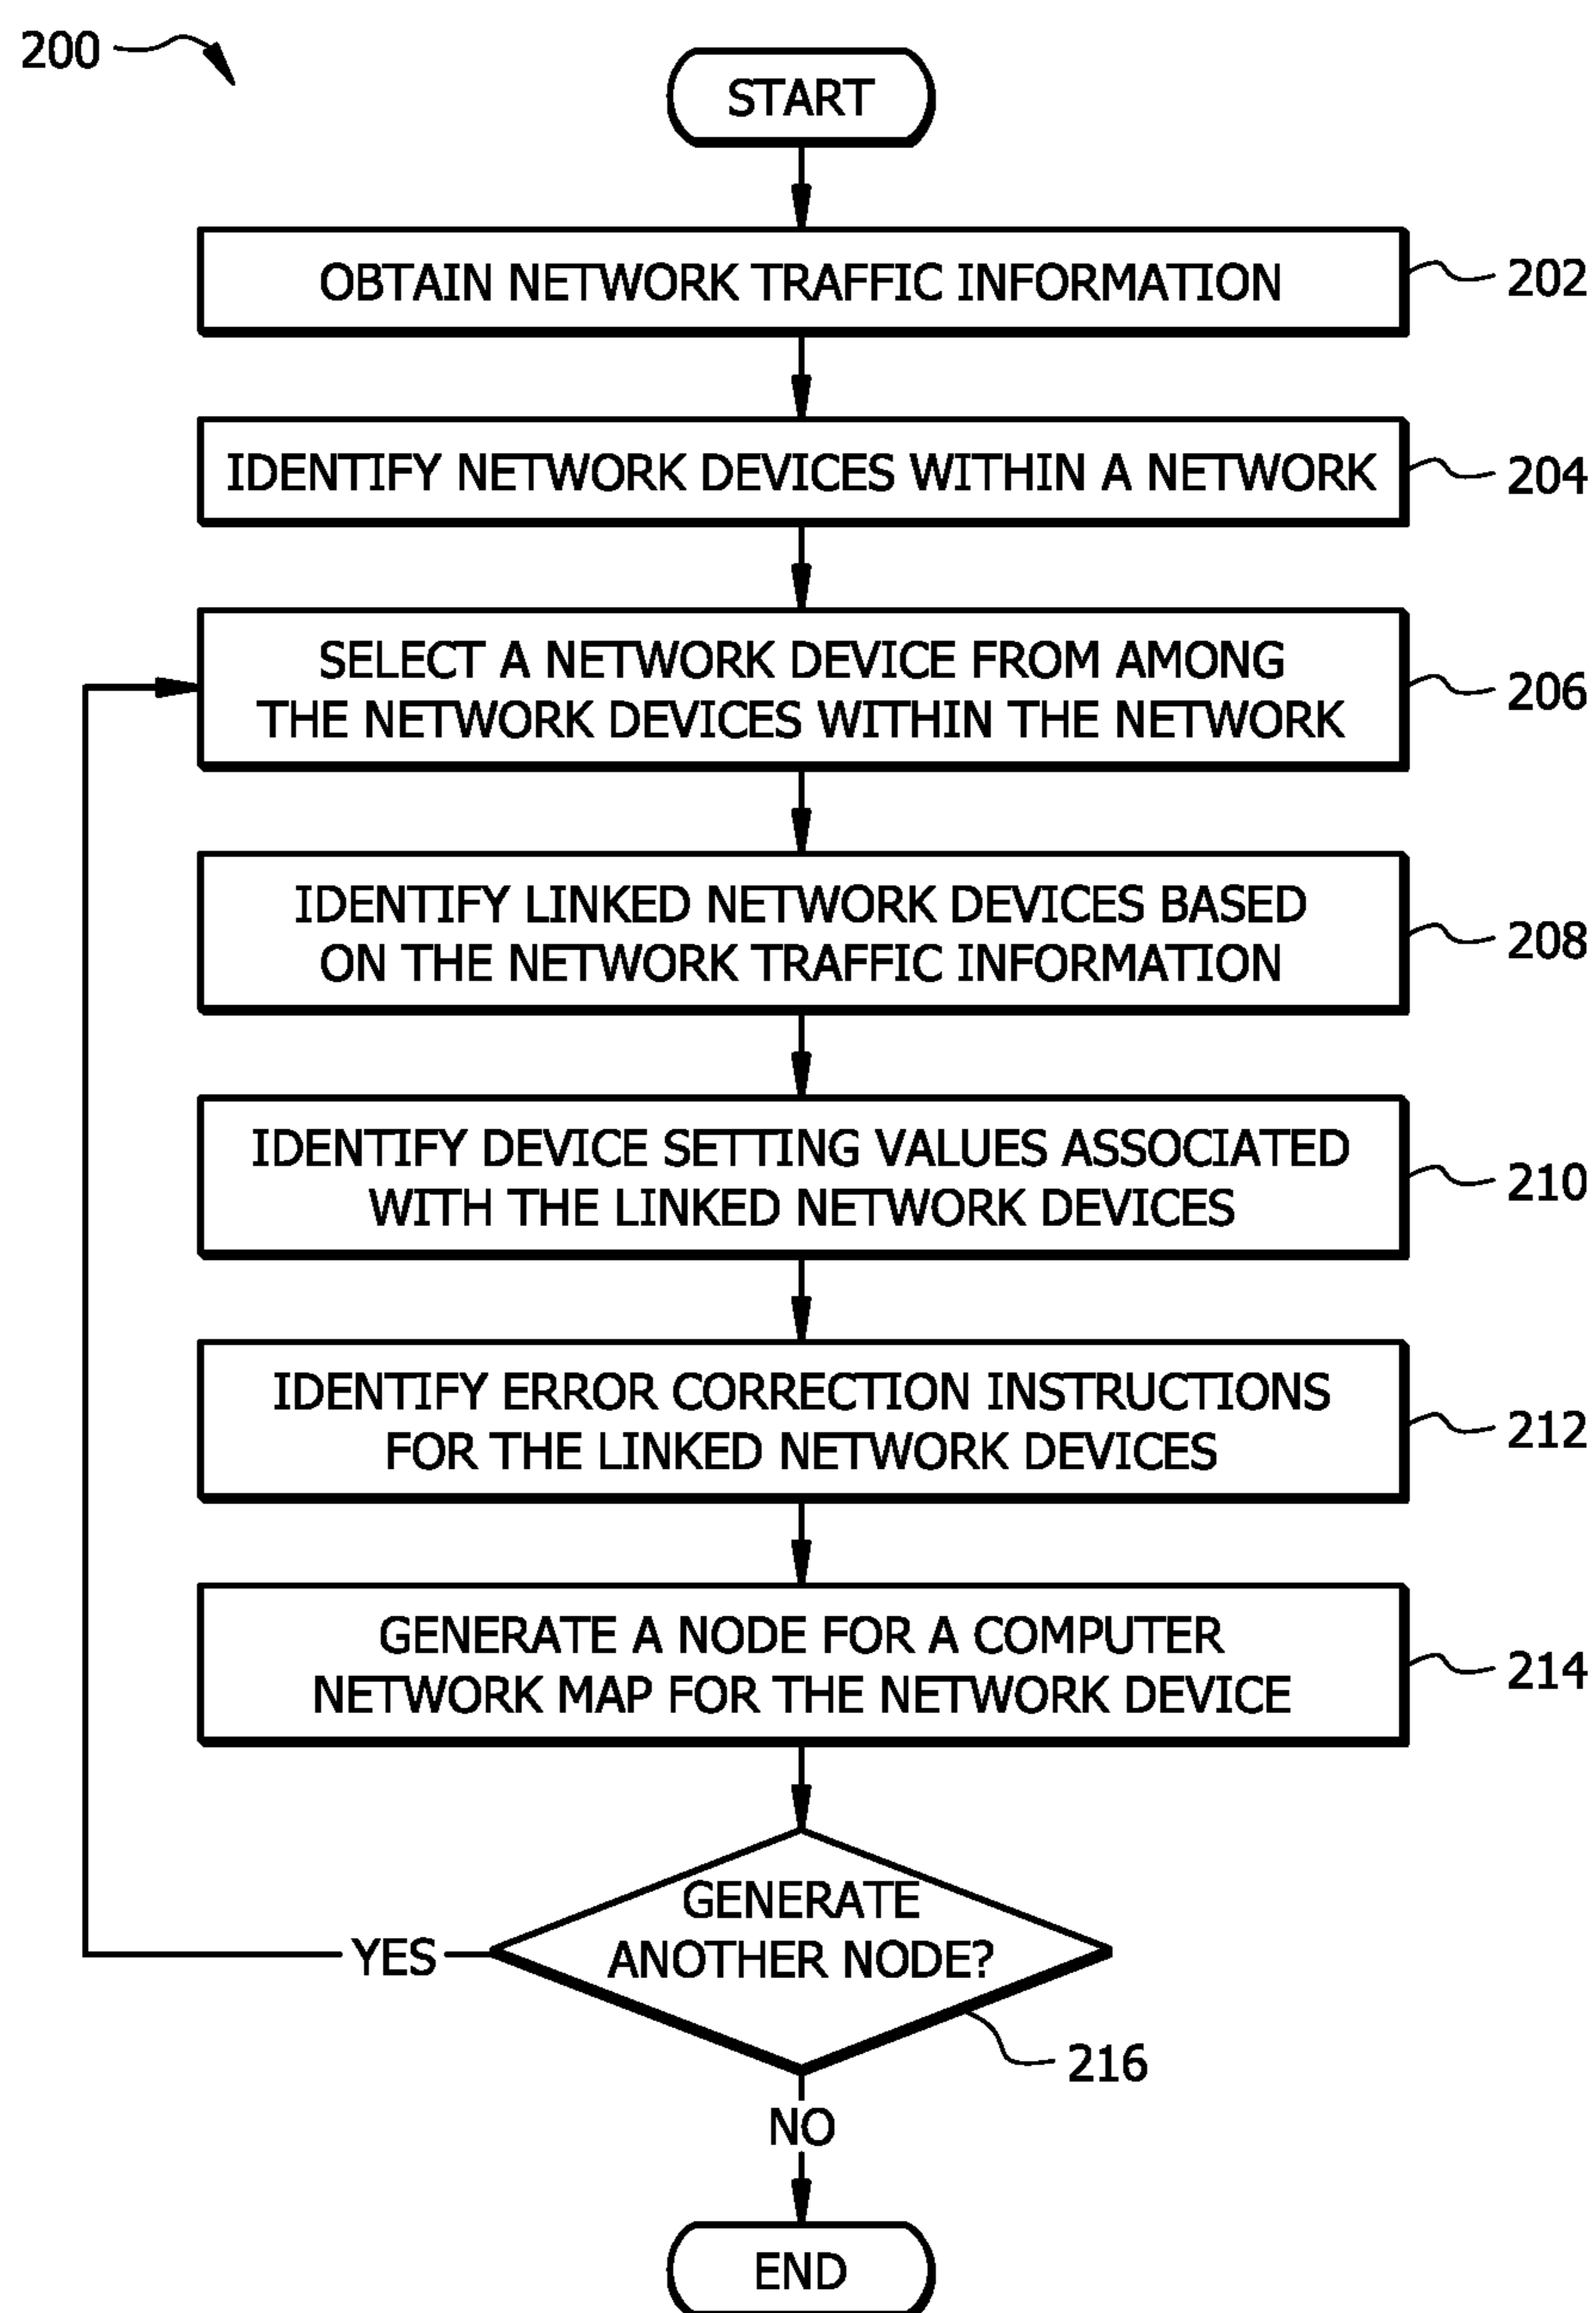 200
START
OBTAIN NETWORK TRAFFIC INFORMATION
202
IDENTIFY NETWORK DEVICES WITHIN A NETWORK
204
SELECT A NETWORK DEVICE FROM AMONG
THE NETWORK DEVICES WITHIN THE NETWORK
206
IDENTIFY LINKED NETWORK DEVICES BASED
ON THE NETWORK TRAFFIC INFORMATION
208
IDENTIFY DEVICE SETTING VALUES ASSOCIATED
WITH THE LINKED NETWORK DEVICES
210
IDENTIFY ERROR CORRECTION INSTRUCTIONS
FOR THE LINKED NETWORK DEVICES
212
GENERATE A NODE FOR A COMPUTER
NETWORK MAP FOR THE NETWORK DEVICE
214
GENERATE
ANOTHER NODE?
YES
216
NO
END